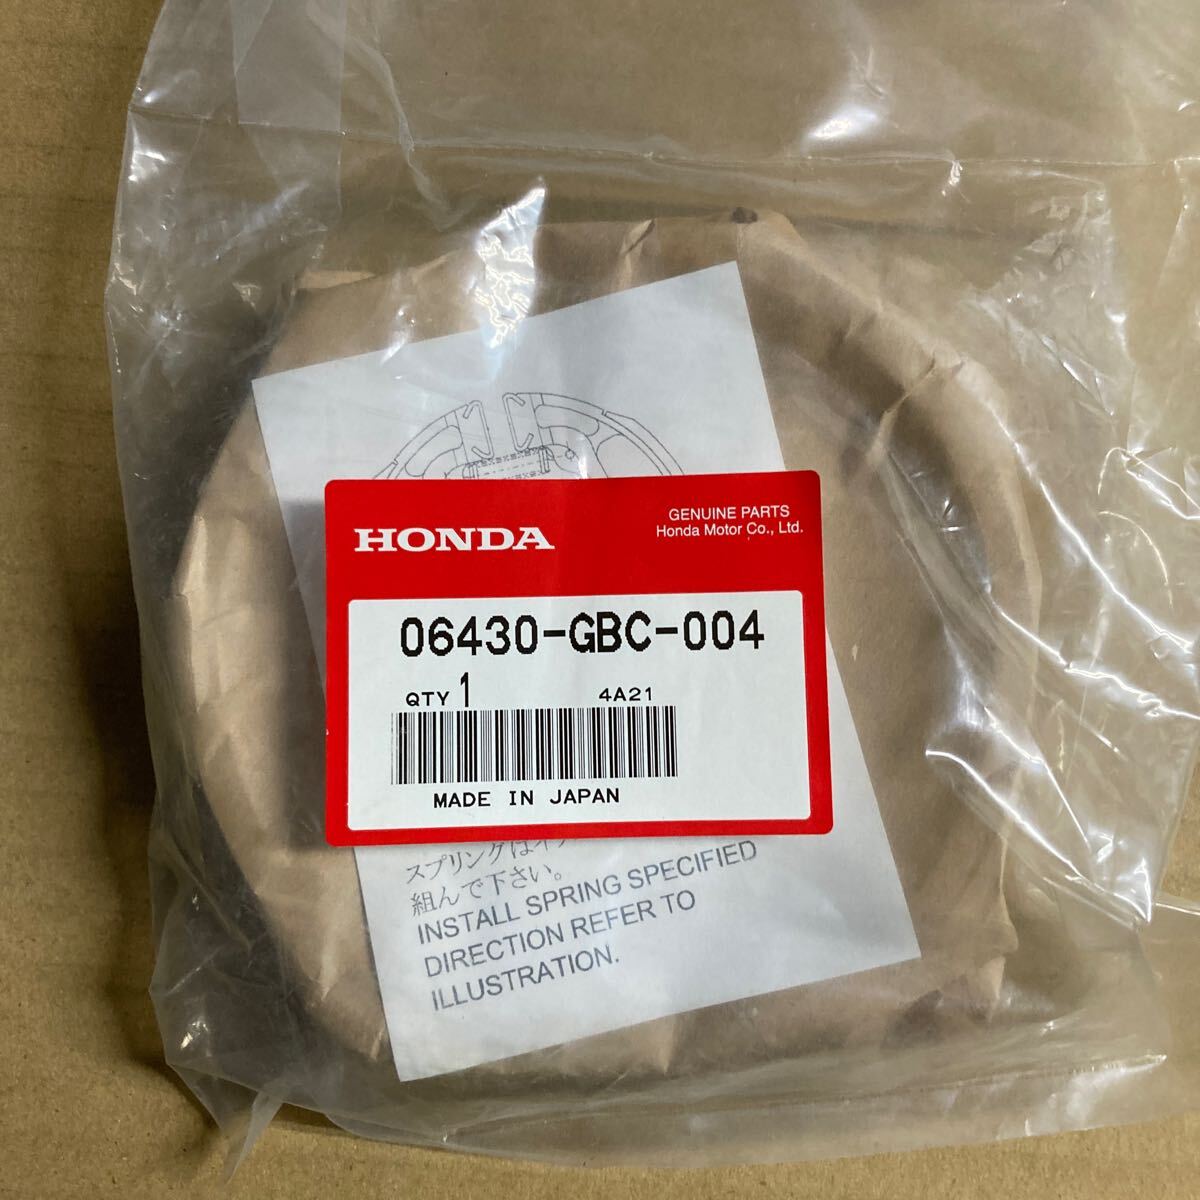 HONDA
GENUINE PARTS
Honda Motor Co., Ltd.
06430-GBC-004
QTY 1 4A21
MADE IN JAPAN
スプリングは
組んで下さい。
INSTALL SPRING SPECIFIED
DIRECTION REFER TO
ILLUSTRATION.